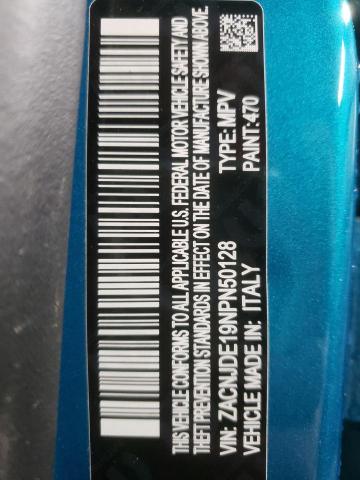 THIS VEHICLE CONFORMS TO ALL APPLICABLE U.S. FEDERAL MOTOR VEHICLE SAFETY AND
THEFT PREVENTION STANDARDS IN EFFECT ON THE DATE OF MANUFACTURE SHOWN ABOVE.
VIN: ZACNJDE19NPN50128 TYPE: MPV
VEHICLE MADE IN: ITALY PAINT: 470